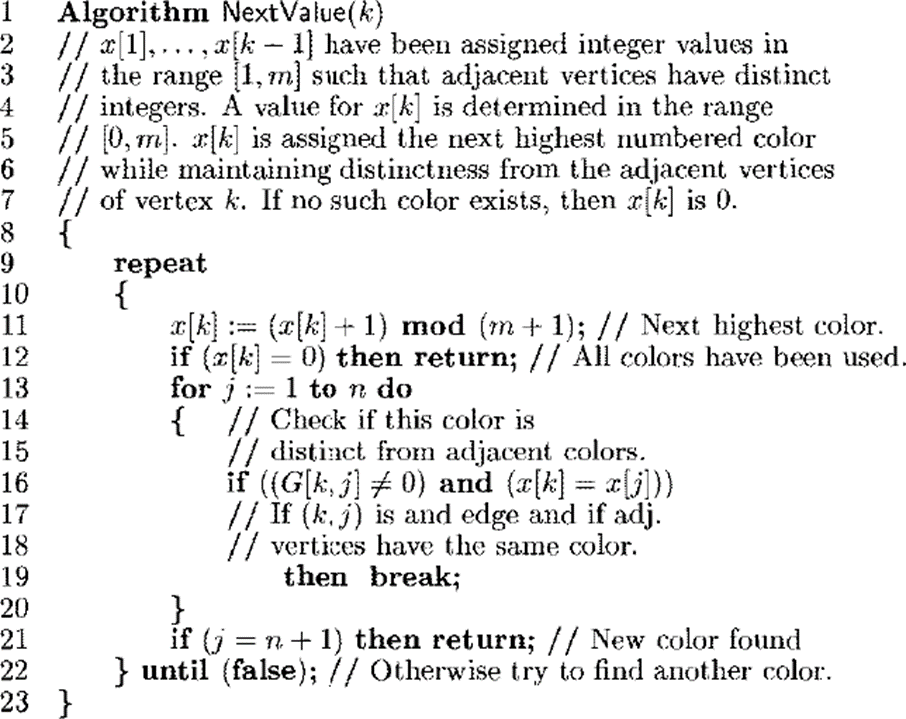 1 Algorithm NextValue(k)
2 // x[1], . . . , x[k − 1] have been assigned integer values in
3 // the range [1, m] such that adjacent vertices have distinct
4 // integers. A value for x[k] is determined in the range
5 // [0, m]. x[k] is assigned the next highest numbered color
6 // while maintaining distinctness from the adjacent vertices
7 // of vertex k. If no such color exists, then x[k] is 0.
8 {
9 repeat
10 {
11 x[k] := (x[k] + 1) mod (m + 1); // Next highest color.
12 if (x[k] = 0) then return; // All colors have been used.
13 for j := 1 to n do
14 { // Check if this color is
15 // distinct from adjacent colors.
16 if ((G[k, j] ≠ 0) and (x[k] = x[j]))
17 // If (k, j) is and edge and if adj.
18 // vertices have the same color.
19 then break;
20 }
21 if (j = n + 1) then return; // New color found
22 } until (false); // Otherwise try to find another color.
23 }